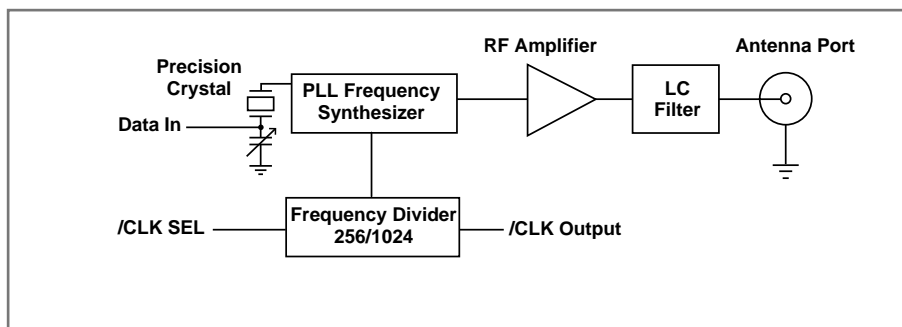 RF Amplifier
Antenna Port
Precision
Crystal
PLL Frequency
Synthesizer
LC
Filter
Data In
/CLK SEL
Frequency Divider
256/1024
/CLK Output